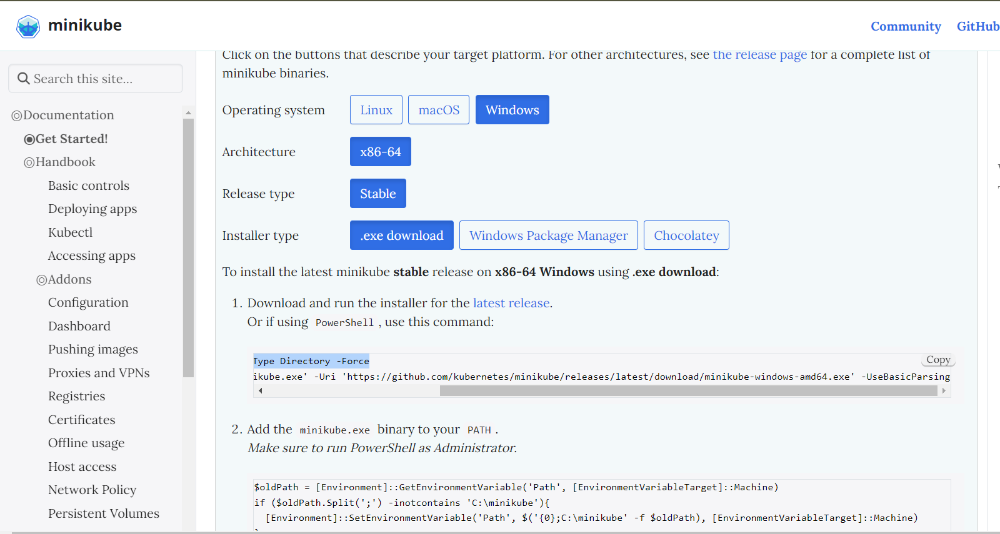 minikube
Community
GitHub
Search this site...
Documentation
Get Started!
Handbook
Basic controls
Deploying apps
Kubectl
Accessing apps
Addons
Configuration
Dashboard
Pushing images
Proxies and VPNs
Registries
Certificates
Offline usage
Host access
Network Policy
Persistent Volumes
Click on the buttons that describe your target platform. For other architectures, see the release page for a complete list of
minikube binaries.
Operating system Linux macOS Windows
Architecture x86-64
Release type Stable
Installer type .exe download Windows Package Manager Chocolatey
To install the latest minikube stable release on x86-64 Windows using .exe download:
1. Download and run the installer for the latest release.
Or if using PowerShell, use this command:
Type Directory -Force
Copy
ikube.exe' -Uri 'https://github.com/kubernetes/minikube/releases/latest/download/minikube-windows-amd64.exe' -UseBasicParsing
2. Add the minikube.exe binary to your PATH.
Make sure to run PowerShell as Administrator.
$oldPath = [Environment]::GetEnvironmentVariable('Path', [EnvironmentVariableTarget]::Machine)
if ($oldPath.Split(';') -inotcontains 'C:\minikube'){
[Environment]::SetEnvironmentVariable('Path', $('{0};C:\minikube' -f $oldPath), [EnvironmentVariableTarget]::Machine)